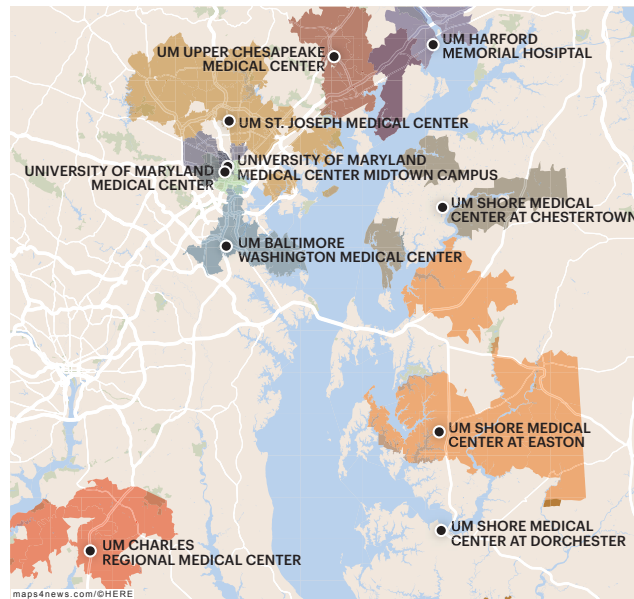 UM UPPER CHESAPEAKE
MEDICAL CENTER
UM HARFORD
MEMORIAL HOSIPTAL
UM ST. JOSEPH MEDICAL CENTER
UNIVERSITY OF MARYLAND
MEDICAL CENTER MIDTOWN CAMPUS
UNIVERSITY OF MARYLAND
MEDICAL CENTER
UM SHORE MEDICAL
CENTER AT CHESTERTOWN
UM BALTIMORE
WASHINGTON MEDICAL CENTER
UM SHORE MEDICAL
CENTER AT EASTON
UM SHORE MEDICAL
CENTER AT DORCHESTER
UM CHARLES
REGIONAL MEDICAL CENTER
maps4news.com/©HERE